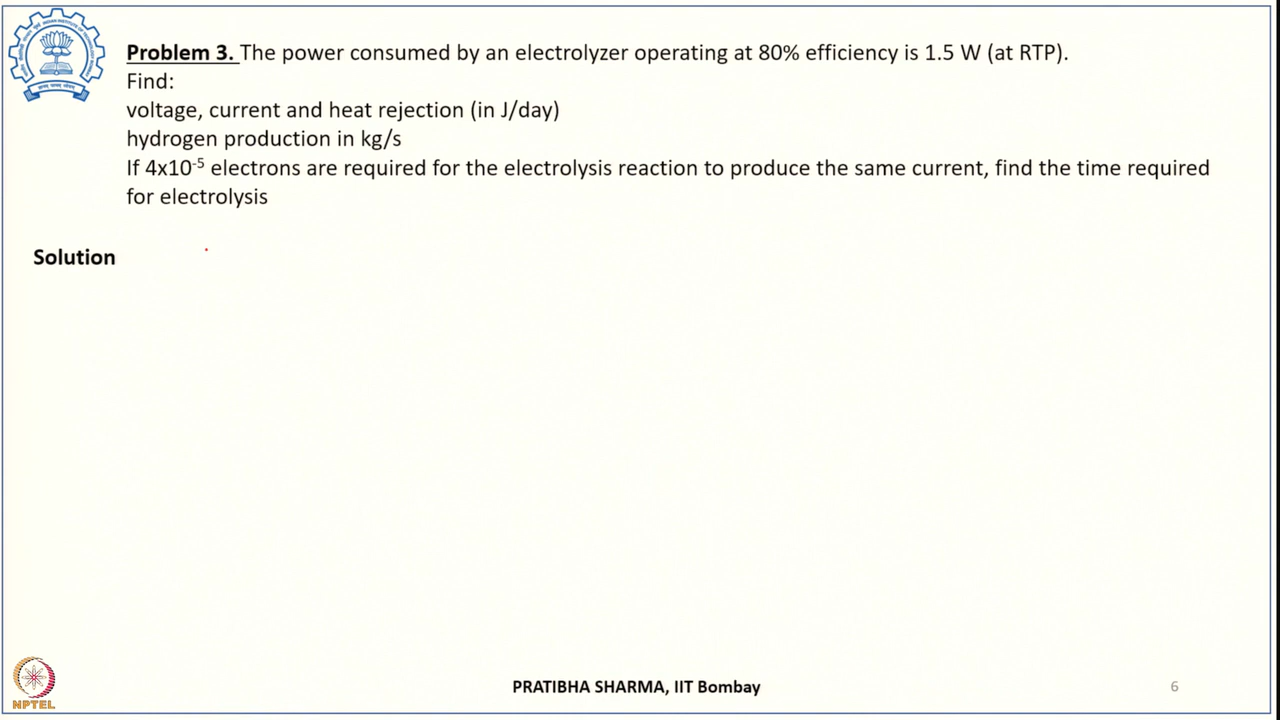 Problem 3. The power consumed by an electrolyzer operating at 80% efficiency is 1.5 W (at RTP).
Find:
voltage, current and heat rejection (in J/day)
hydrogen production in kg/s
If 4x10⁻⁵ electrons are required for the electrolysis reaction to produce the same current, find the time required
for electrolysis
Solution
NPTEL
PRATIBHA SHARMA, IIT Bombay
6